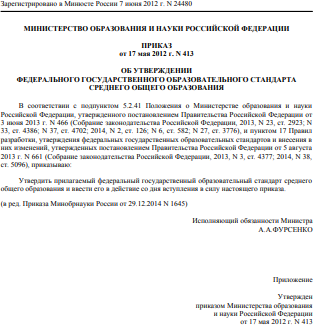 Зарегистрировано в Минюсте России 7 июня 2012 г. N 24480
МИНИСТЕРСТВО ОБРАЗОВАНИЯ И НАУКИ РОССИЙСКОЙ ФЕДЕРАЦИИ
ПРИКАЗ
от 17 мая 2012 г. N 413
ОБ УТВЕРЖДЕНИИ
ФЕДЕРАЛЬНОГО ГОСУДАРСТВЕННОГО ОБРАЗОВАТЕЛЬНОГО СТАНДАРТА
СРЕДНЕГО ОБЩЕГО ОБРАЗОВАНИЯ
В соответствии с подпунктом 5.2.41 Положения о Министерстве образования и науки
Российской Федерации, утвержденного постановлением Правительства Российской Федерации от
3 июня 2013 г. N 466 (Собрание законодательства Российской Федерации, 2013, N 23, ст. 2923; N
33, ст. 4386; N 37, ст. 4702; 2014, N 2, ст. 126; N 6, ст. 582; N 27, ст. 3776), и пунктом 17 Правил
разработки, утверждения федеральных государственных образовательных стандартов и внесения в
них изменений, утвержденных постановлением Правительства Российской Федерации от 5 августа
2013 г. N 661 (Собрание законодательства Российской Федерации, 2013, N 3, ст. 4377; 2014, N 38,
ст. 5096), приказываю:
Утвердить прилагаемый федеральный государственный образовательный стандарт среднего
общего образования и ввести его в действие со дня вступления в силу настоящего приказа.
(в ред. Приказа Минобрнауки России от 29.12.2014 N 1645)
Исполняющий обязанности Министра
А.А.ФУРСЕНКО
Приложение
Утвержден
приказом Министерства образования
и науки Российской Федерации
от 17 мая 2012 г. N 413